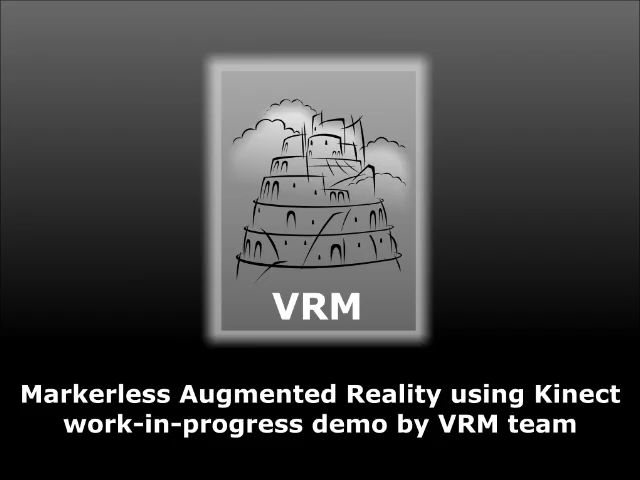 VRM
Markerless Augmented Reality using Kinect
work-in-progress demo by VRM team